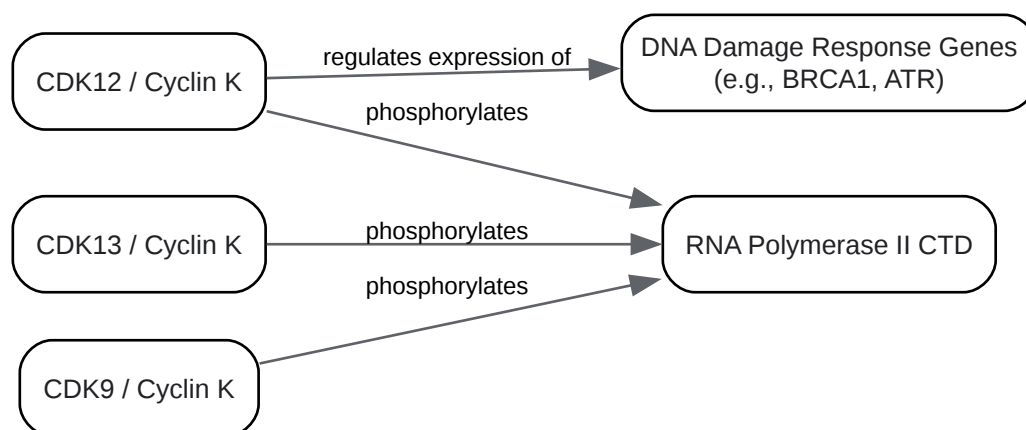 CDK12 / Cyclin K
regulates expression of
DNA Damage Response Genes
(e.g., BRCA1, ATR)
phosphorylates
CDK13 / Cyclin K
phosphorylates
RNA Polymerase II CTD
phosphorylates
CDK9 / Cyclin K